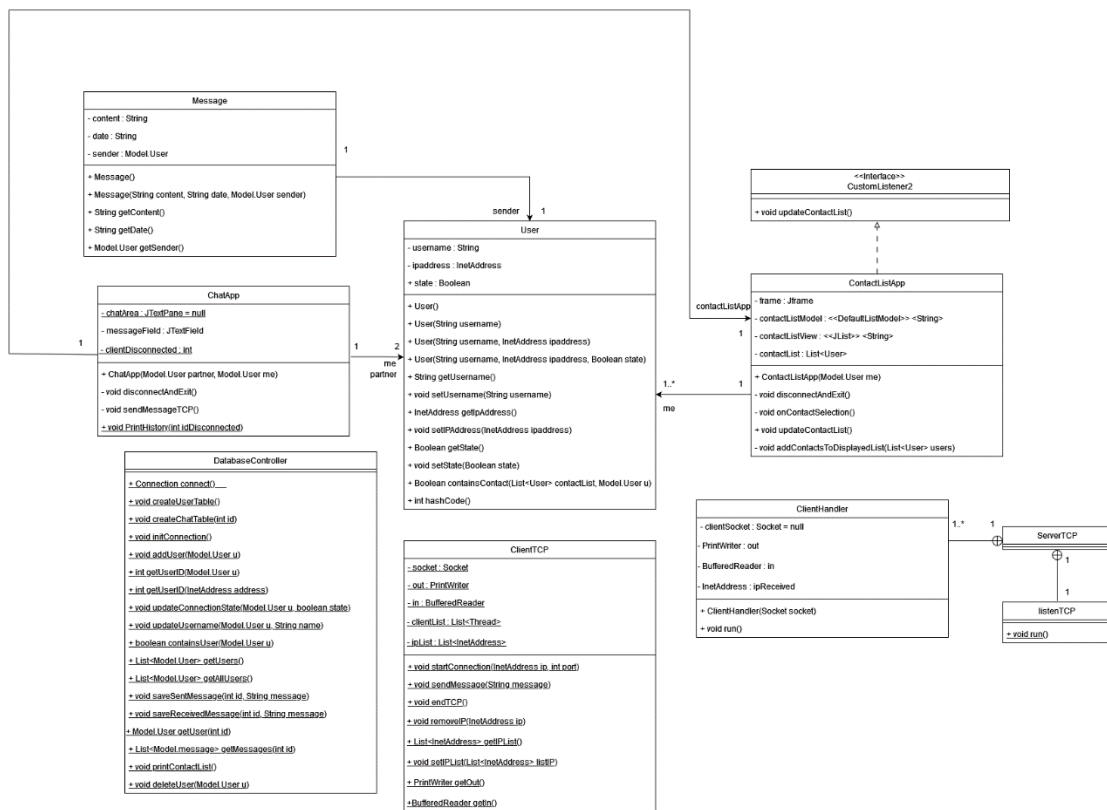 Message
- content : String
- date : String
- sender : Model.User
+ Message()
+ Message(String content, String date, Model.User sender)
+ String getContent()
+ String getDate()
+ Model.User getSender()
1
sender
1
<<Interface>>
CustomListener2
+ void updateContactList()
User
- username : String
- ipaddress : InetAddress
+ state : Boolean
+ User()
+ User(String username)
+ User(String username, InetAddress ipaddress)
+ User(String username, InetAddress ipaddress, Boolean state)
+ String getUsername()
+ void setUsername(String username)
+ InetAddress getIpAddress()
+ void setIPAddress(InetAddress ipaddress)
+ Boolean getState()
+ void setState(Boolean state)
+ Boolean containsContact(List<User> contactList, Model.User u)
+ int hashCode()
ChatApp
- chatArea : JTextPane = null
- messageField : JTextField
- clientDisconnected : int
+ ChatApp(Model.User partner, Model.User me)
- void disconnectAndExit()
- void sendMessageTCP()
+ void PrintHistory(int idDisconnected)
1
1
2
me
partner
contactListApp
1
ContactListApp
- frame : Jframe
- contactListModel : <<DefaultListModel>> <String>
- contactListView : <<JList>> <String>
- contactList : List<User>
+ ContactListApp(Model.User me)
- void disconnectAndExit()
- void onContactSelection()
+ void updateContactList()
- void addContactsToDisplayedList(List<User> users)
1..*
1
me
DatabaseController
+ Connection connect()
+ void createUserTable()
+ void createChatTable(int id)
+ void initConnection()
+ void addUser(Model.User u)
+ int getUserID(Model.User u)
+ int getUserID(InetAddress address)
+ void updateConnectionState(Model.User u, boolean state)
+ void updateUsername(Model.User u, String name)
+ boolean containsUser(Model.User u)
+ List<Model.User> getUsers()
+ List<Model.User> getAllUsers()
+ void saveSentMessage(int id, String message)
+ void saveReceivedMessage(int id, String message)
+ Model.User getUser(int id)
+ List<Model.message> getMessages(int id)
+ void printContactList()
+ void deleteUser(Model.User u)
ClientTCP
- socket : Socket
- out : PrintWriter
- in : BufferedReader
- clientList : List<Thread>
- ipList : List<InetAddress>
+ void startConnection(InetAddress ip, int port)
+ void sendMessage(String message)
+ void endTCP()
+ void removeIP(InetAddress ip)
+ List<InetAddress> getIPList()
+ void setIPList(List<InetAddress> listIP)
+ PrintWriter getOut()
+BufferedReader getIn()
ClientHandler
- clientSocket : Socket = null
- PrintWriter : out
- BufferedReader : in
- InetAddress : ipReceived
+ ClientHandler(Socket socket)
+ void run()
1..*
1
ServerTCP
1
1
listenTCP
+ void run()